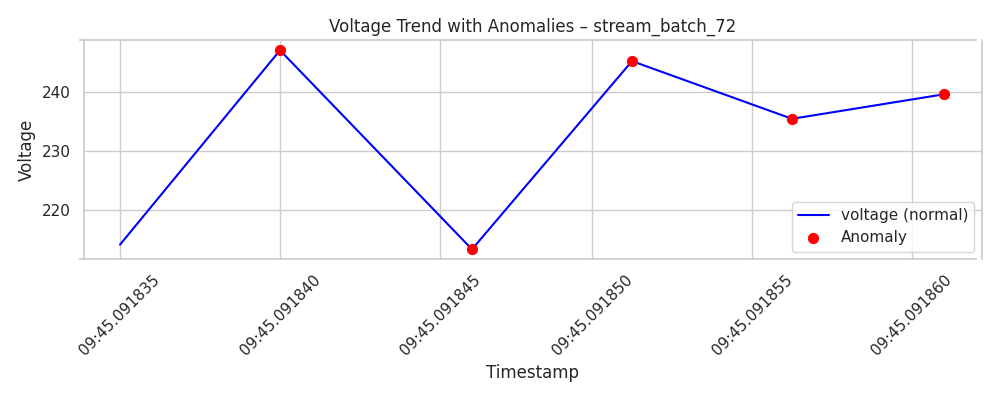 Voltage Trend with Anomalies – stream_batch_72
Voltage
240
230
220
voltage (normal)
Anomaly
09:45.091835
09:45.091840
09:45.091845
09:45.091850
09:45.091855
09:45.091860
Timestamp